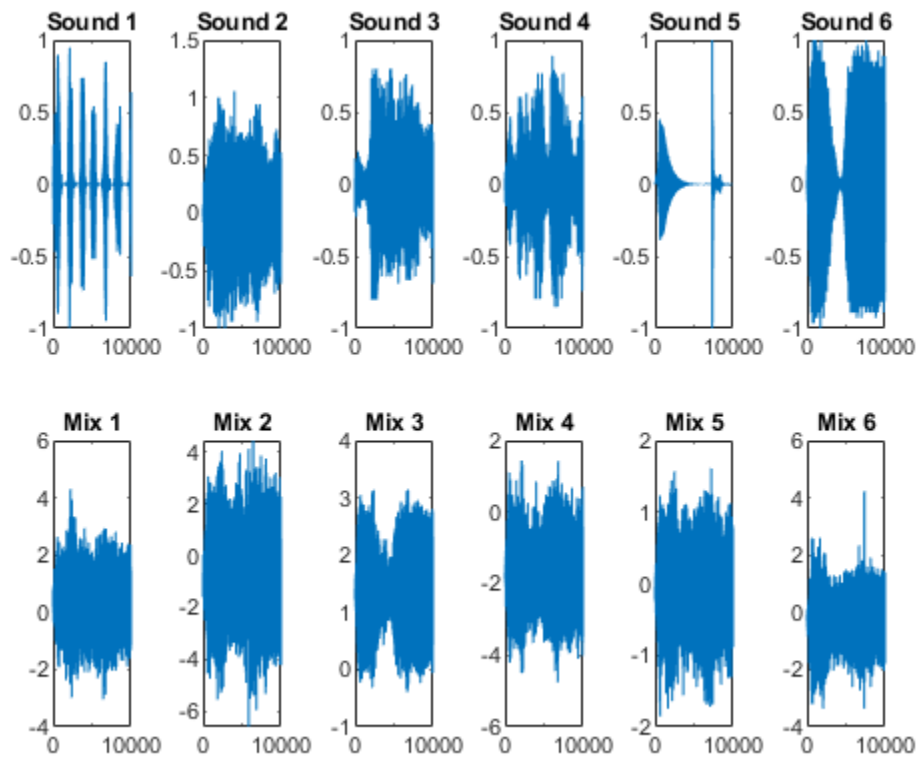 Sound 1 Sound 2 Sound 3 Sound 4 Sound 5 Sound 6
1 1.5 1 1 1 1
1
0.5 0.5 0.5 0.5 0.5
0.5
0 0 0 0 0
0
-0.5 -0.5 -0.5 -0.5 -0.5 -0.5
-1 -1 -1 -1 -1 -1
0 10000 0 10000 0 10000 0 10000 0 10000 0 10000
Mix 1 Mix 2 Mix 3 Mix 4 Mix 5 Mix 6
6 4 2 2 6
4
4 3 1 4
2 0
2 2 2
0 0
0 1 -2 0
-2
-2 0 -4 -1 -2
-4
-6
-4 -1 -6 -2 -4
0 10000 0 10000 0 10000 0 10000 0 10000 0 10000